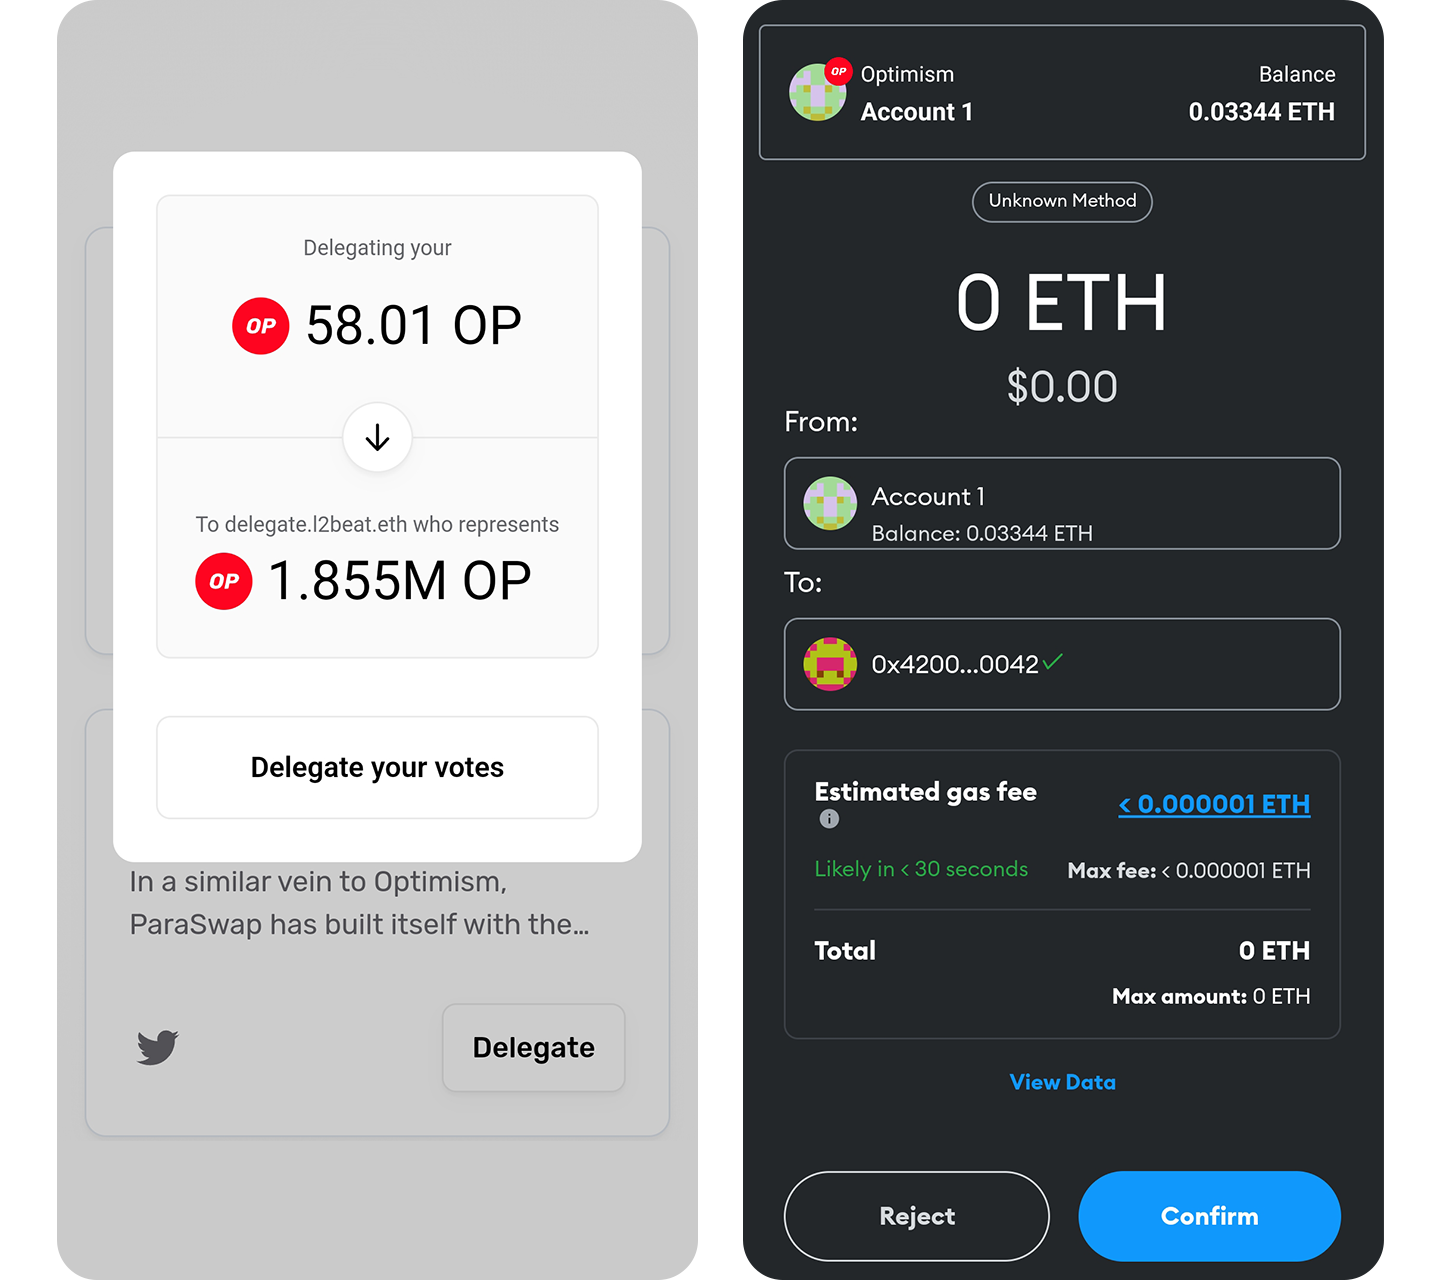 Delegating your
OP 58.01 OP
To delegate.l2beat.eth who represents
OP 1.855M OP
Delegate your votes
In a similar vein to Optimism,
ParaSwap has built itself with the...
Delegate
OP Optimism
Account 1
Balance
0.03344 ETH
Unknown Method
0 ETH
$0.00
From:
Account 1
Balance: 0.03344 ETH
To:
0x4200...0042
Estimated gas fee
< 0.000001 ETH
i
Likely in < 30 seconds
Max fee: < 0.000001 ETH
Total
0 ETH
Max amount: 0 ETH
View Data
Reject
Confirm